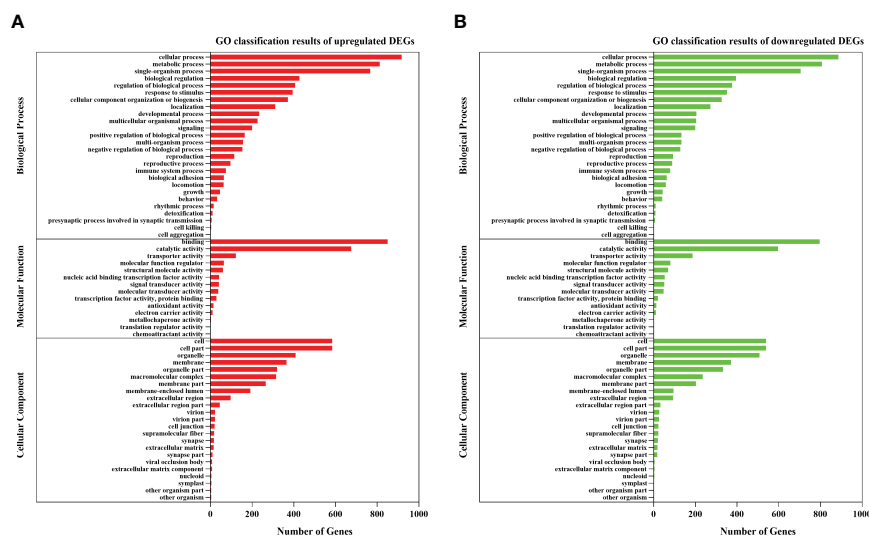 A
GO classification results of upregulated DEGs
Biological Process
cellular process
metabolic process
single-organism process
biological regulation
regulation of biological process
response to stimulus
cellular component organization or biogenesis
localization
developmental process
multicellular organismal process
signaling
positive regulation of biological process
multi-organism process
negative regulation of biological process
reproduction
reproductive process
immune system process
biological adhesion
locomotion
growth
behavior
rhythmic process
detoxification
presynaptic process involved in synaptic transmission
cell killing
cell aggregation
Molecular Function
binding
catalytic activity
transporter activity
molecular function regulator
structural molecule activity
nucleic acid binding transcription factor activity
signal transducer activity
molecular transducer activity
transcription factor activity, protein binding
antioxidant activity
electron carrier activity
metallochaperone activity
translation regulator activity
chemoattractant activity
Cellular Component
cell
cell part
organelle
membrane
organelle part
macromolecular complex
membrane part
membrane-enclosed lumen
extracellular region
extracellular region part
virion
virion part
cell junction
supramolecular fiber
synapse
extracellular matrix
synapse part
viral occlusion body
extracellular matrix component
nucleoid
symplast
other organism part
other organism
0 200 400 600 800 1000
Number of Genes
B
GO classification results of downregulated DEGs
Biological Process
cellular process
metabolic process
single-organism process
biological regulation
regulation of biological process
response to stimulus
cellular component organization or biogenesis
localization
developmental process
multicellular organismal process
signaling
positive regulation of biological process
multi-organism process
negative regulation of biological process
reproduction
reproductive process
immune system process
biological adhesion
locomotion
growth
behavior
rhythmic process
detoxification
presynaptic process involved in synaptic transmission
cell killing
cell aggregation
Molecular Function
binding
catalytic activity
transporter activity
molecular function regulator
structural molecule activity
nucleic acid binding transcription factor activity
signal transducer activity
molecular transducer activity
transcription factor activity, protein binding
antioxidant activity
electron carrier activity
metallochaperone activity
translation regulator activity
chemoattractant activity
Cellular Component
cell
cell part
organelle
membrane
organelle part
macromolecular complex
membrane part
membrane-enclosed lumen
extracellular region
extracellular region part
virion
virion part
cell junction
supramolecular fiber
synapse
extracellular matrix
synapse part
viral occlusion body
extracellular matrix component
nucleoid
symplast
other organism part
other organism
0 200 400 600 800 1000
Number of Genes